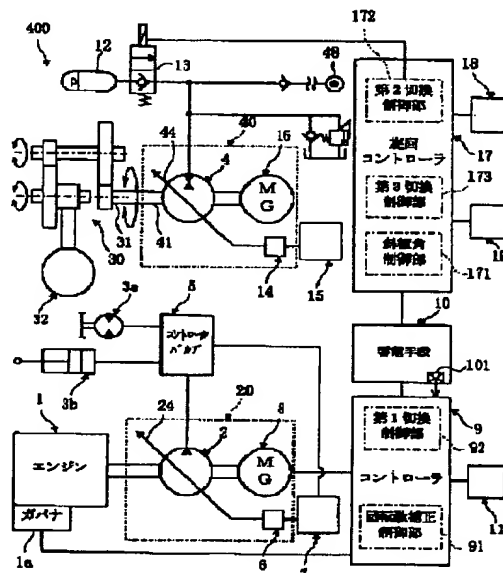 400
12
P
13
48
172
第2切換
制御部
18
旋回
コントローラ
17
173
第3切換
制御部
19
斜板角
制御部
171
44
40
4
16
M
G
14
15
31
41
30
32
3a
5
コントロール
バルブ
3b
10
蓄電手段
101
9
第1切換
制御部
92
コントローラ
11
回転数補正
制御部
91
1
エンジン
ガバナ
1a
24
20
2
8
M
G
6
7
W